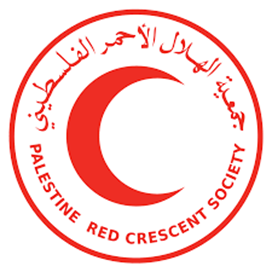 جمعية الهلال الأحمر الفلسطيني
PALESTINE RED CRESCENT SOCIETY